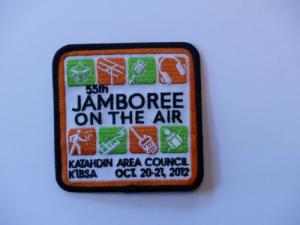 55th
JAMBOREE
ON THE AIR
KATAHDIN AREA COUNCIL
K1BSA OCT. 20-21, 2012